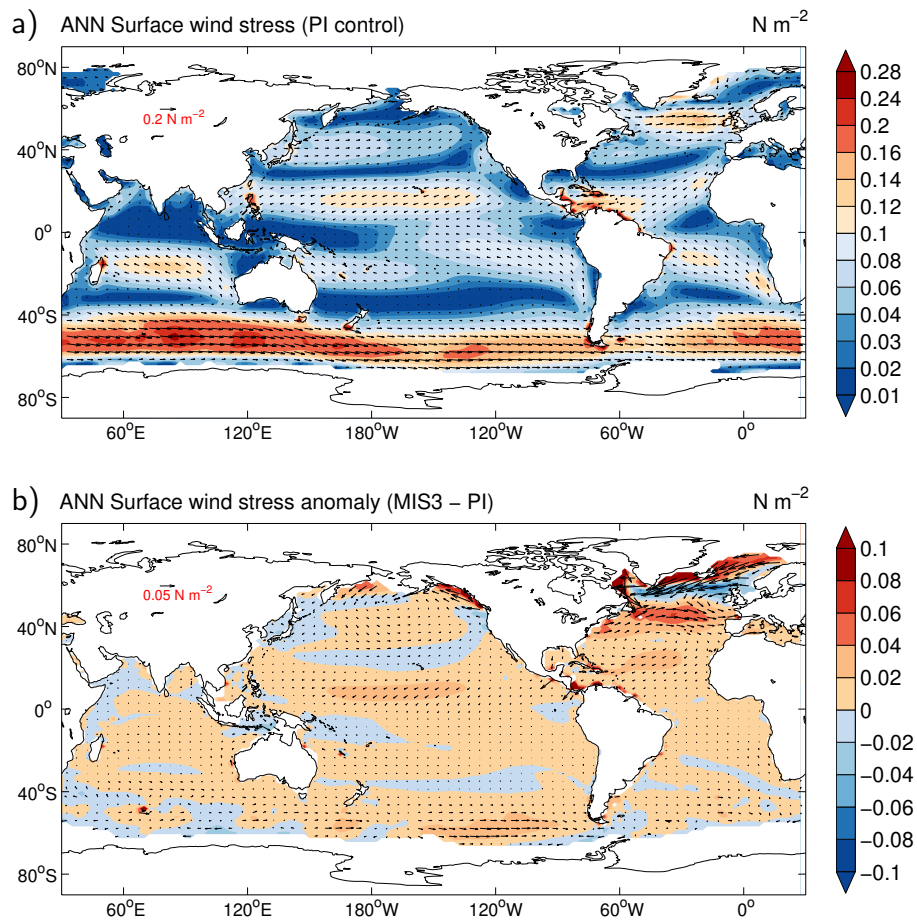 a) ANN Surface wind stress (PI control) N m⁻²
80°N
40°N
0°
40°S
80°S
0.2 N m⁻²
60°E 120°E 180°W 120°W 60°W 0°
0.28
0.24
0.2
0.16
0.12
0.1
0.08
0.06
0.04
0.03
0.02
0.01
b) ANN Surface wind stress anomaly (MIS3 − PI) N m⁻²
80°N
40°N
0°
40°S
80°S
0.05 N m⁻²
60°E 120°E 180°W 120°W 60°W 0°
0.1
0.08
0.06
0.04
0.02
0
−0.02
−0.04
−0.06
−0.08
−0.1